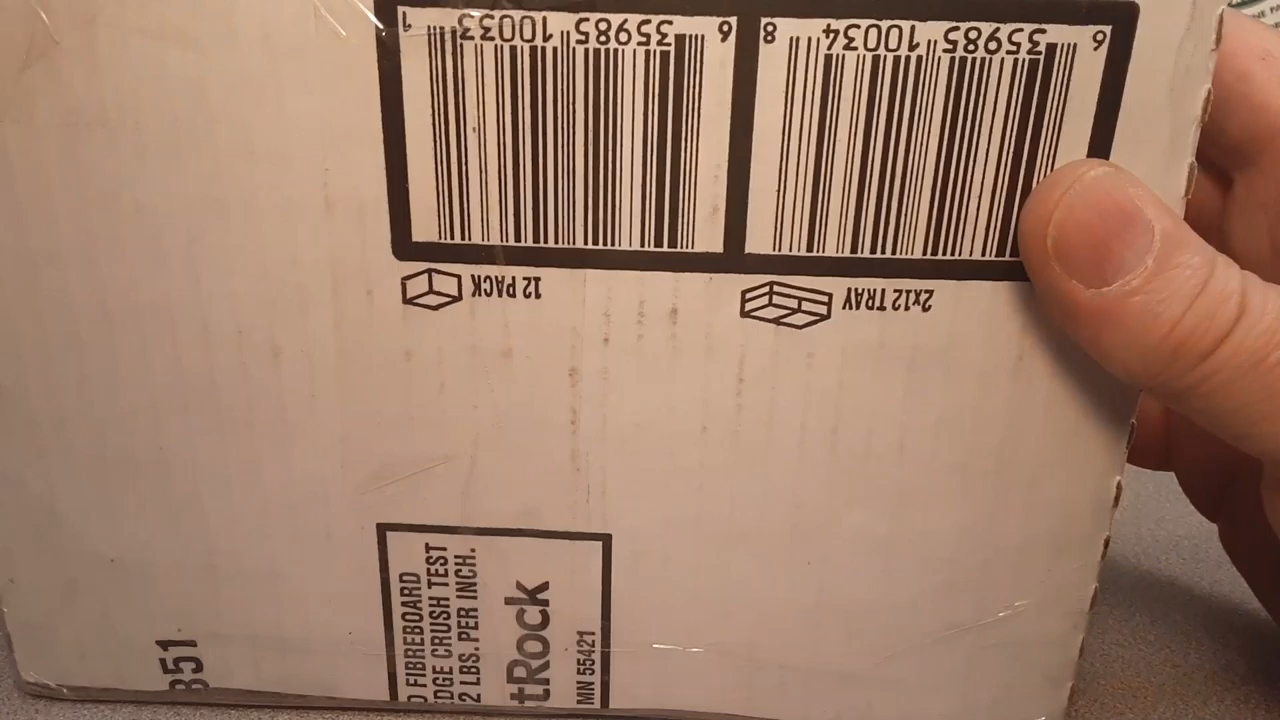 2x12 TRAY
12 PACK
6 35985 10034 8
6 35985 10033 1
FIBREBOARD
EDGE CRUSH TEST
2 LBS. PER INCH.
tRock
MN 55421
51